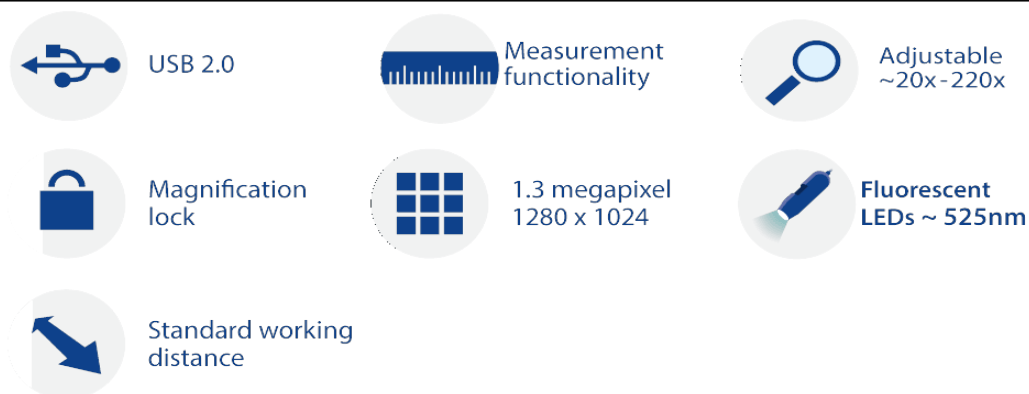 USB 2.0
Measurement
functionality
Adjustable
~20x-220x
Magnification
lock
1.3 megapixel
1280 x 1024
Fluorescent
LEDs ~ 525nm
Standard working
distance